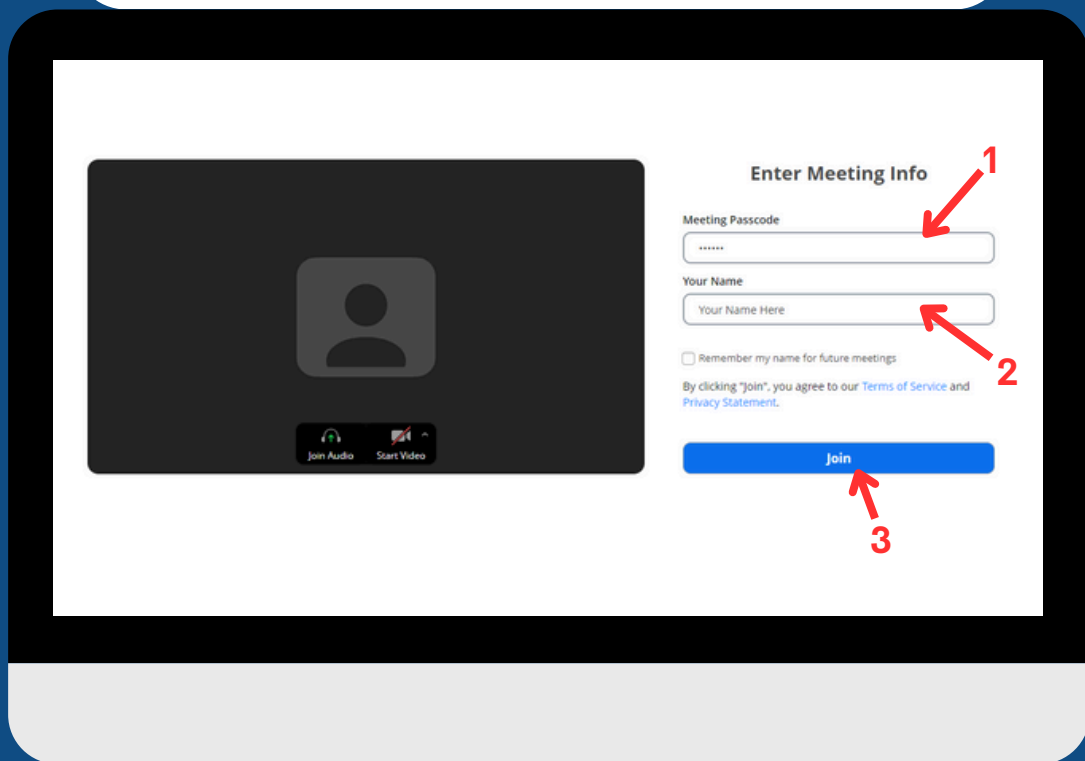 Enter Meeting Info
1
Meeting Passcode
······
Your Name
Your Name Here
2
Remember my name for future meetings
By clicking "Join", you agree to our Terms of Service and
Privacy Statement.
Join Audio Start Video
Join
3